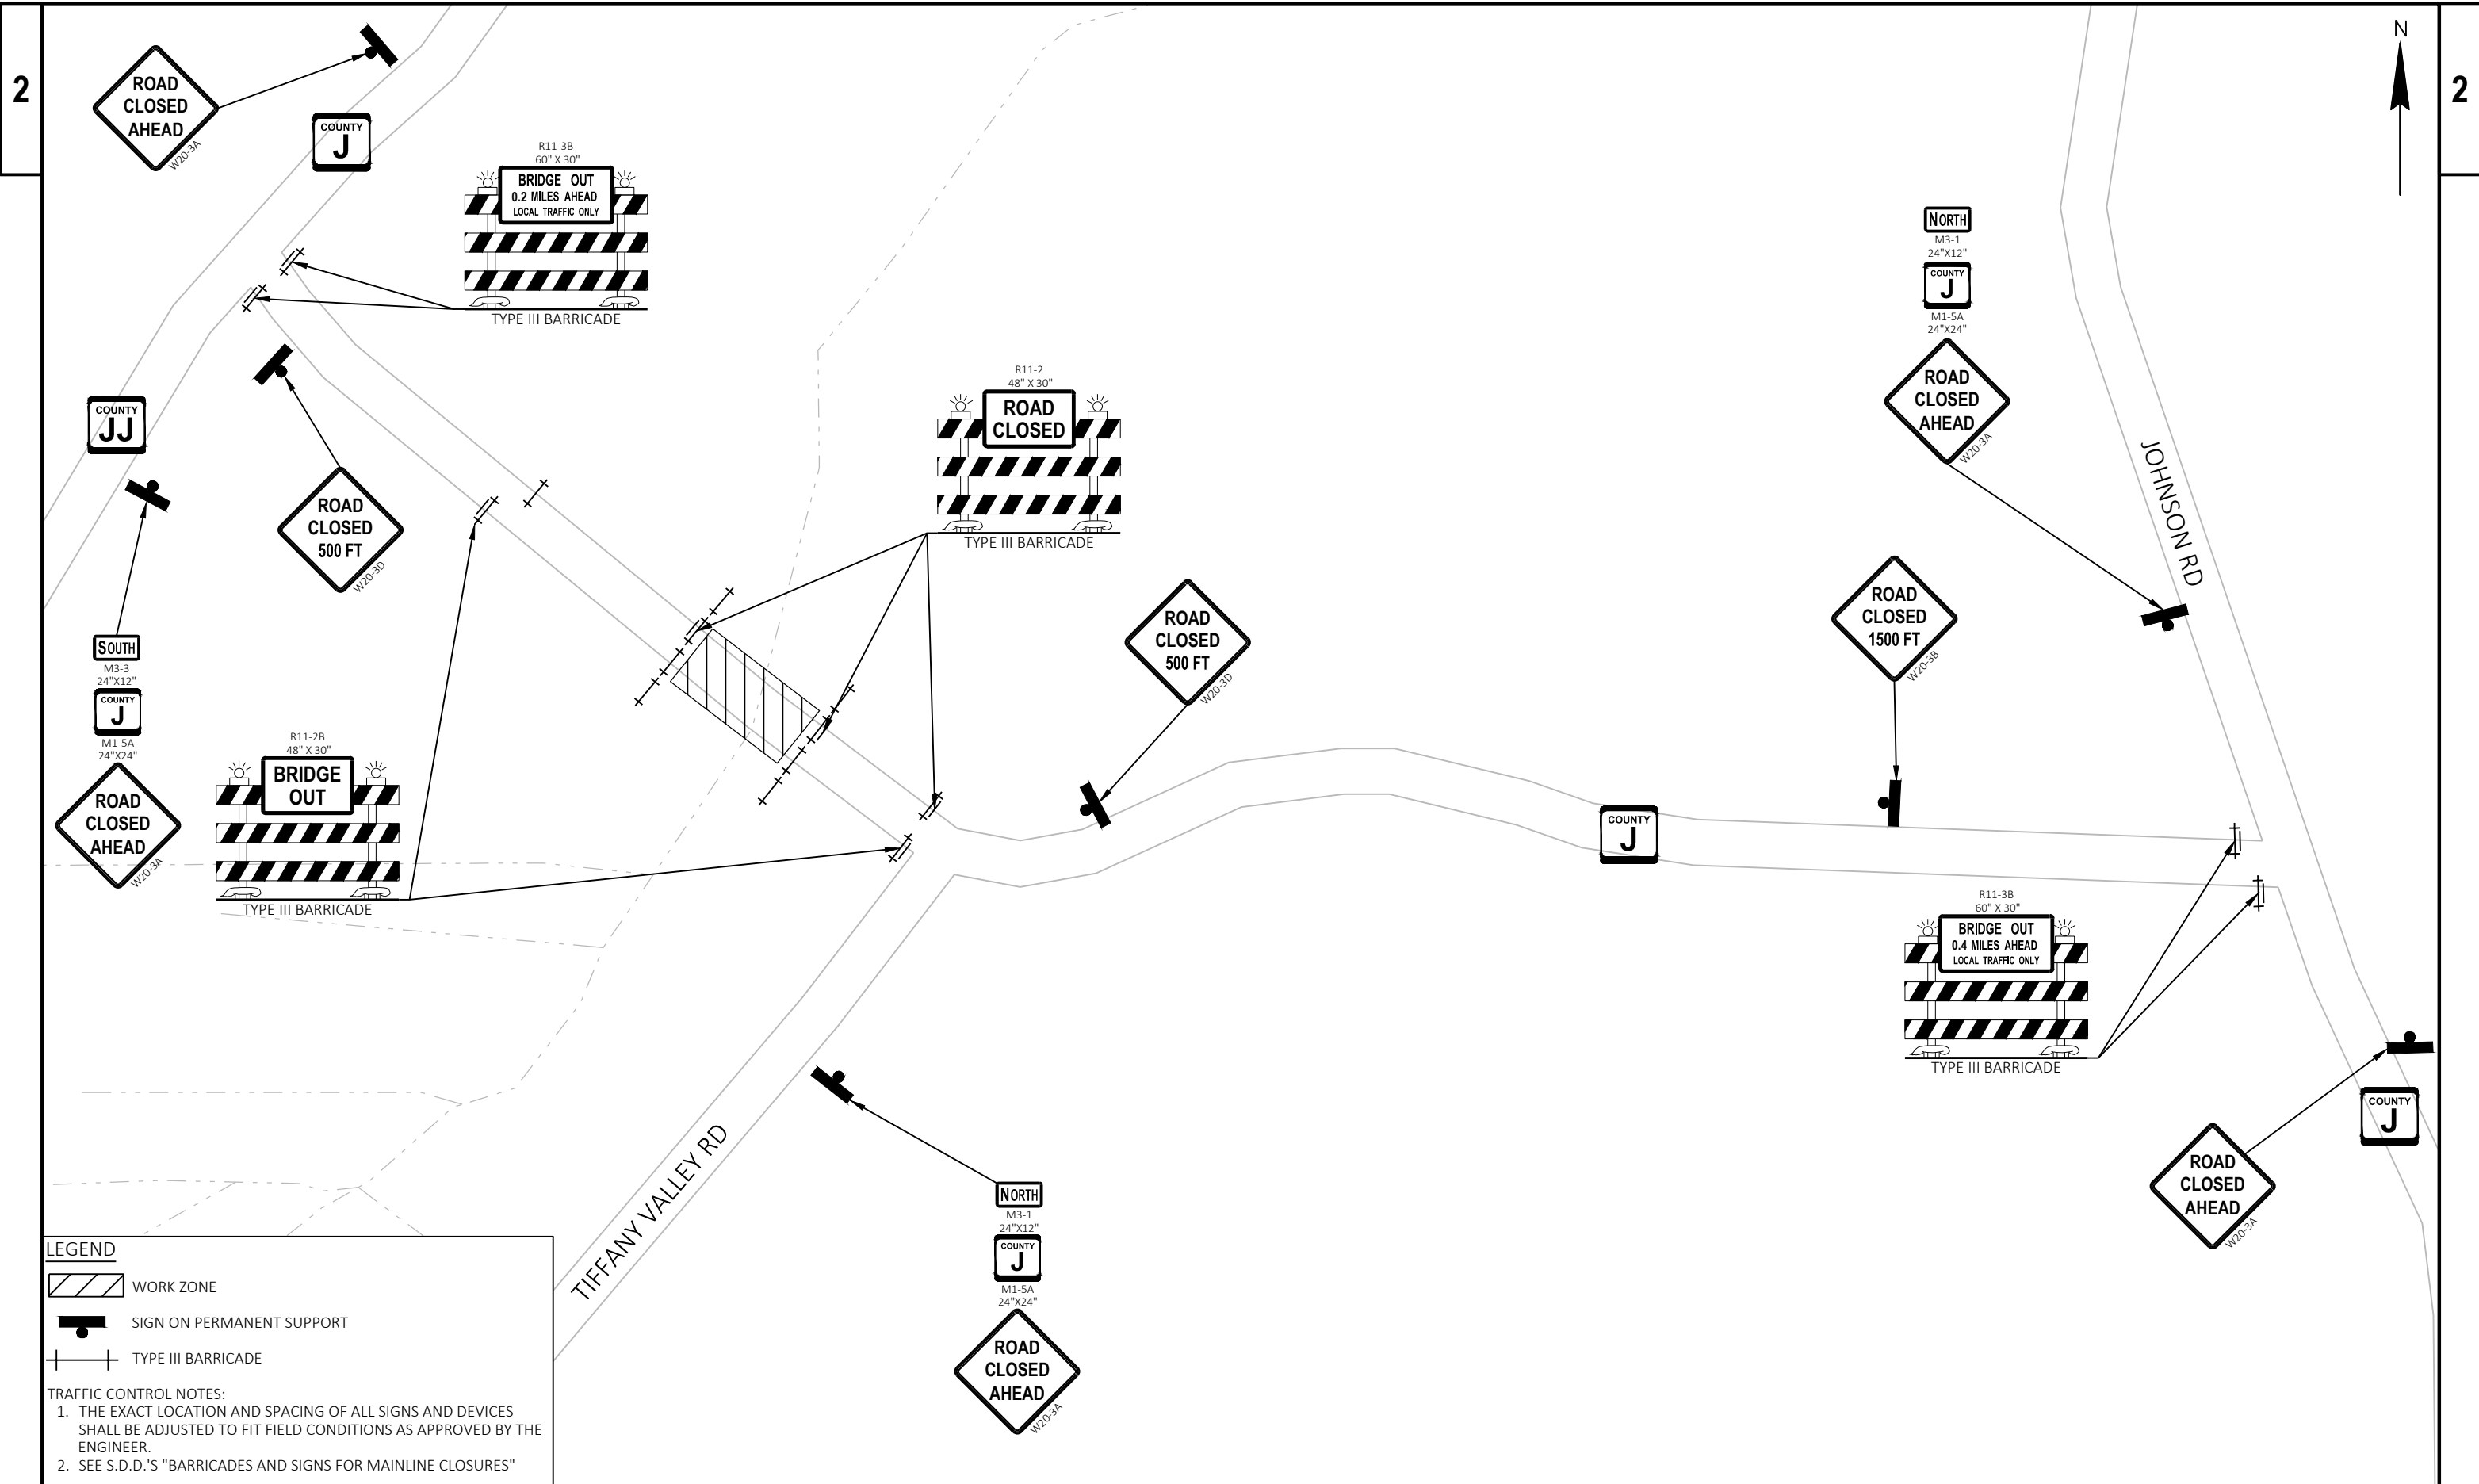 2
2
N
ROAD
CLOSED
AHEAD
W20-3A
COUNTY
J
R11-3B
60" X 30"
BRIDGE OUT
0.2 MILES AHEAD
LOCAL TRAFFIC ONLY
TYPE III BARRICADE
NORTH
M3-1
24"X12"
COUNTY
J
M1-5A
24"X24"
ROAD
CLOSED
AHEAD
W20-3A
JOHNSON RD
COUNTY
JJ
ROAD
CLOSED
500 FT
W20-3D
R11-2
48" X 30"
ROAD
CLOSED
TYPE III BARRICADE
ROAD
CLOSED
500 FT
W20-3D
ROAD
CLOSED
1500 FT
W20-3B
SOUTH
M3-3
24"X12"
COUNTY
J
M1-5A
24"X24"
ROAD
CLOSED
AHEAD
W20-3A
R11-2B
48" X 30"
BRIDGE
OUT
TYPE III BARRICADE
COUNTY
J
R11-3B
60" X 30"
BRIDGE OUT
0.4 MILES AHEAD
LOCAL TRAFFIC ONLY
TYPE III BARRICADE
COUNTY
J
ROAD
CLOSED
AHEAD
W20-3A
TIFFANY VALLEY RD
NORTH
M3-1
24"X12"
COUNTY
J
M1-5A
24"X24"
ROAD
CLOSED
AHEAD
W20-3A
LEGEND
WORK ZONE
SIGN ON PERMANENT SUPPORT
TYPE III BARRICADE
TRAFFIC CONTROL NOTES:
1. THE EXACT LOCATION AND SPACING OF ALL SIGNS AND DEVICES
SHALL BE ADJUSTED TO FIT FIELD CONDITIONS AS APPROVED BY THE
ENGINEER.
2. SEE S.D.D.'S "BARRICADES AND SIGNS FOR MAINLINE CLOSURES"